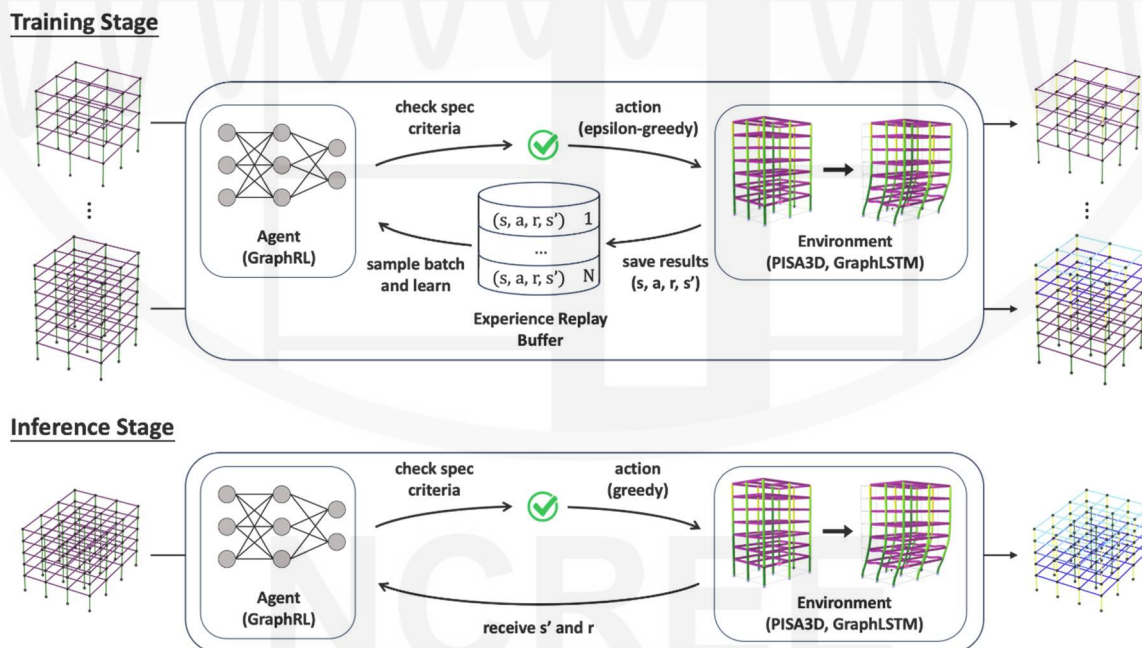 Training Stage
check spec
criteria
action
(epsilon-greedy)
Agent
(GraphRL)
sample batch
and learn
(s, a, r, s’) 1
...
(s, a, r, s’) N
Experience Replay
Buffer
save results
(s, a, r, s’)
Environment
(PISA3D, GraphLSTM)
Inference Stage
check spec
criteria
action
(greedy)
Agent
(GraphRL)
receive s’ and r
Environment
(PISA3D, GraphLSTM)
NCREE